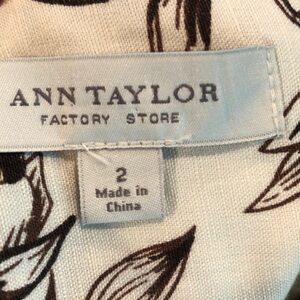 ANN TAYLOR
FACTORY STORE
2
Made in
China